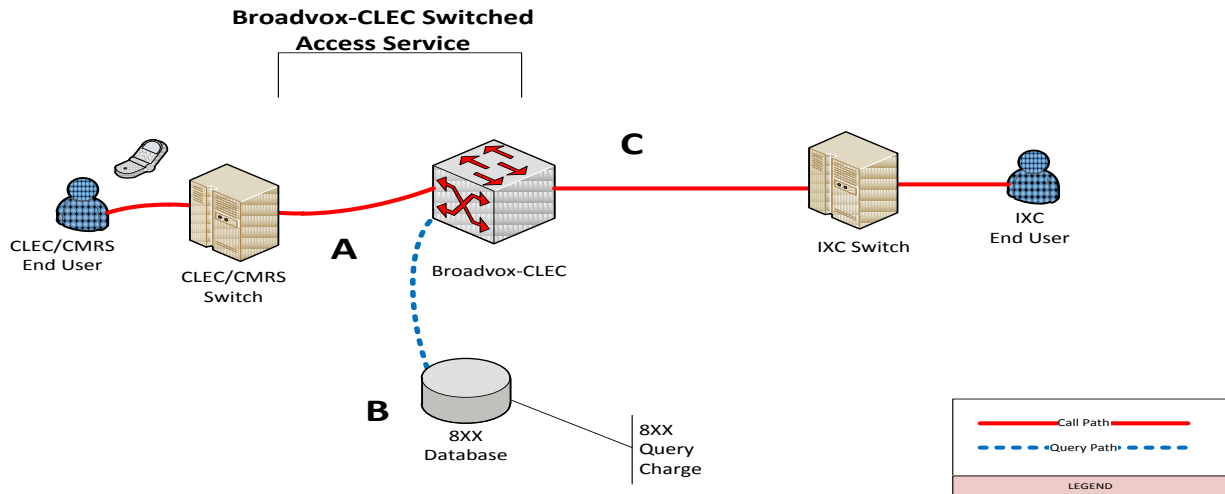 Broadvox-CLEC Switched
Access Service
C
CLEC/CMRS
End User
A
CLEC/CMRS
Switch
Broadvox-CLEC
IXC Switch
IXC
End User
B
8XX
Database
8XX
Query
Charge
Call Path
Query Path
LEGEND